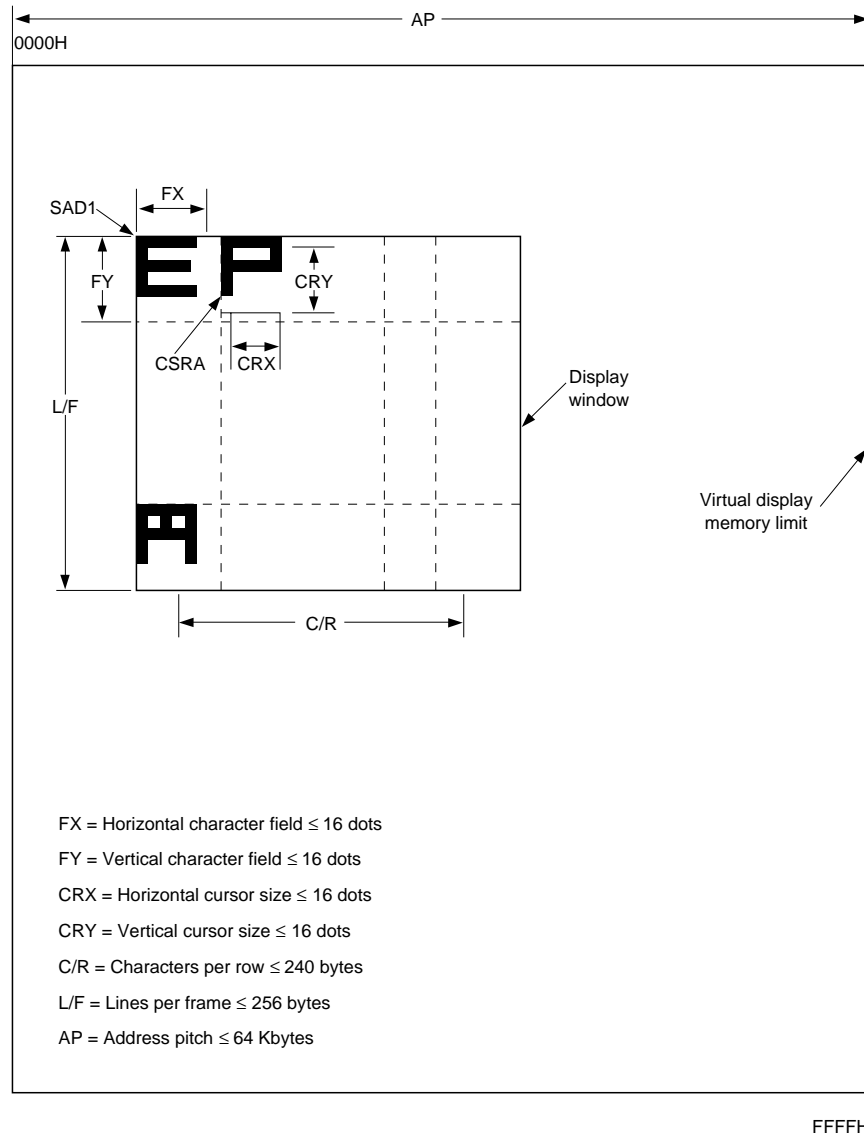 AP
0000H
FX
SAD1
E P
FY
CRY
CSRA
CRX
L/F
Display
window
A
Virtual display
memory limit
C/R
FX = Horizontal character field ≤ 16 dots
FY = Vertical character field ≤ 16 dots
CRX = Horizontal cursor size ≤ 16 dots
CRY = Vertical cursor size ≤ 16 dots
C/R = Characters per row ≤ 240 bytes
L/F = Lines per frame ≤ 256 bytes
AP = Address pitch ≤ 64 Kbytes
FFFFH